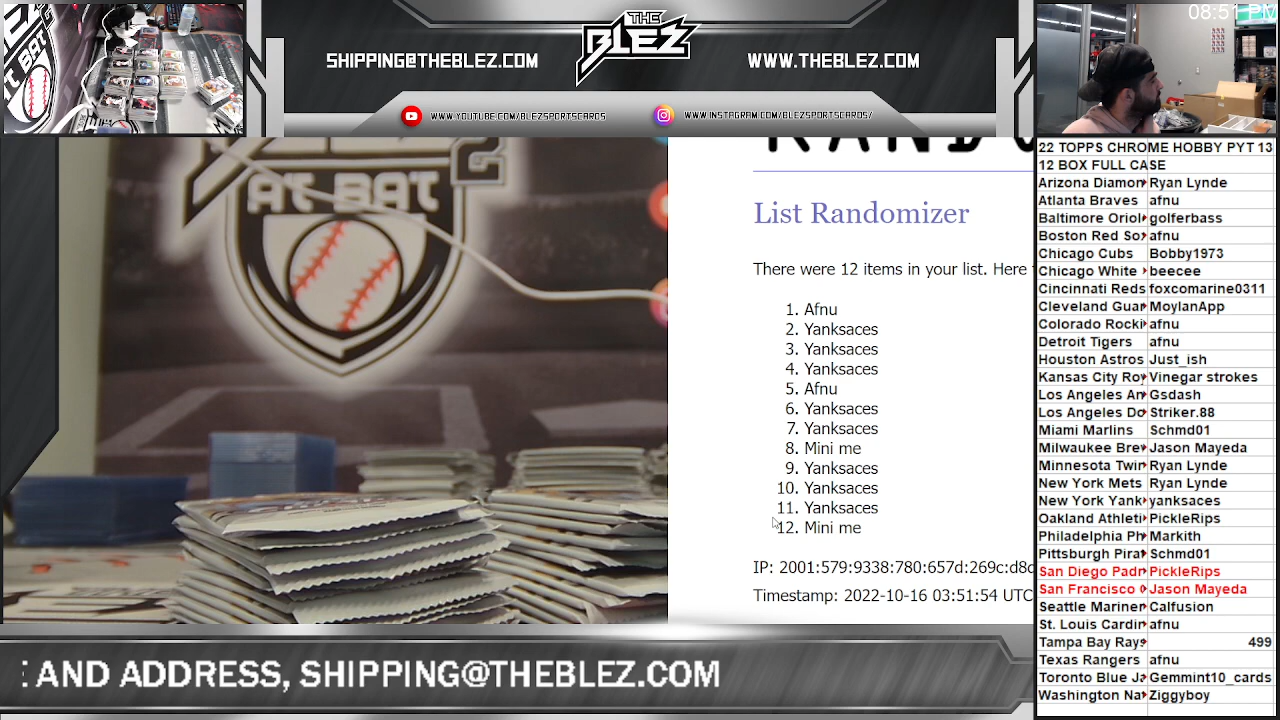 08:51 PM
THE
BLEZ
SHIPPING@THEBLEZ.COM
WWW.THEBLEZ.COM
WWW.YOUTUBE.COM/BLEZSPORTSCARDS
WWW.INSTAGRAM.COM/BLEZSPORTSCARDS/
AT BAT
List Randomizer
There were 12 items in your list. Here
1. Afnu
2. Yanksaces
3. Yanksaces
4. Yanksaces
5. Afnu
6. Yanksaces
7. Yanksaces
8. Mini me
9. Yanksaces
10. Yanksaces
11. Yanksaces
12. Mini me
IP: 2001:579:9338:780:657d:269c:d8d
Timestamp: 2022-10-16 03:51:54 UTC
22 TOPPS CHROME HOBBY PYT 13
12 BOX FULL CASE
Arizona Diamon Ryan Lynde
Atlanta Braves afnu
Baltimore Oriol golferbass
Boston Red So afnu
Chicago Cubs Bobby1973
Chicago White beecee
Cincinnati Reds foxcomarine0311
Cleveland Guar MoylanApp
Colorado Rocki afnu
Detroit Tigers afnu
Houston Astros Just_ish
Kansas City Roy Vinegar strokes
Los Angeles An Gsdash
Los Angeles Do Striker.88
Miami Marlins Schmd01
Milwaukee Brew Jason Mayeda
Minnesota Twin Ryan Lynde
New York Mets Ryan Lynde
New York Yank yanksaces
Oakland Athleti PickleRips
Philadelphia Ph Markith
Pittsburgh Pirat Schmd01
San Diego Padr PickleRips
San Francisco Jason Mayeda
Seattle Mariner Calfusion
St. Louis Cardin afnu
Tampa Bay Rays 499
Texas Rangers afnu
Toronto Blue Ja Gemmint10_cards
Washington Na Ziggyboy
: AND ADDRESS, SHIPPING@THEBLEZ.COM